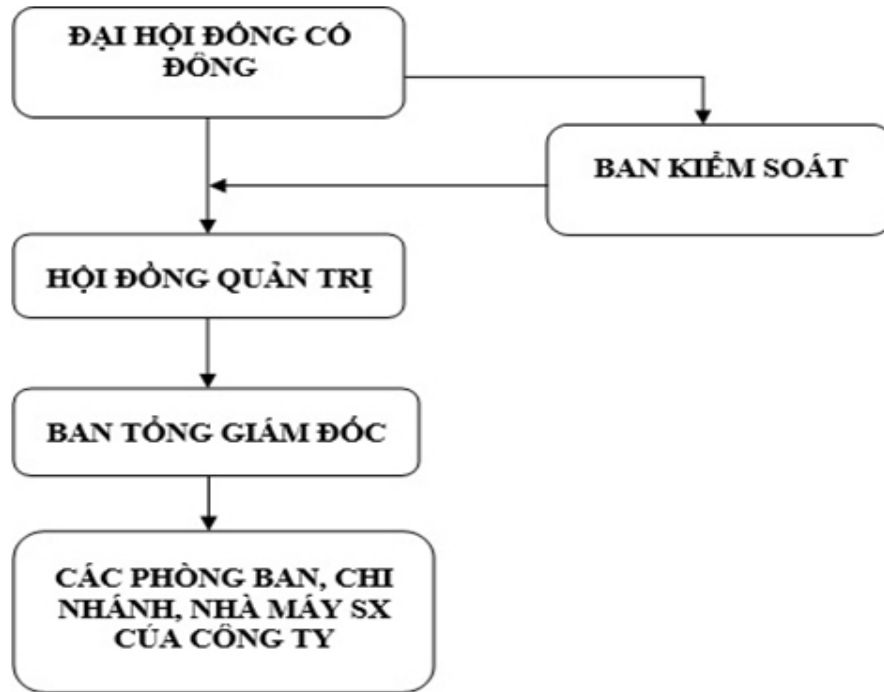 ĐẠI HỘI ĐỒNG CỔ
ĐÔNG
BAN KIỂM SOÁT
HỘI ĐỒNG QUẢN TRỊ
BAN TỔNG GIÁM ĐỐC
CÁC PHÒNG BAN, CHI
NHÁNH, NHÀ MÁY SX
CỦA CÔNG TY